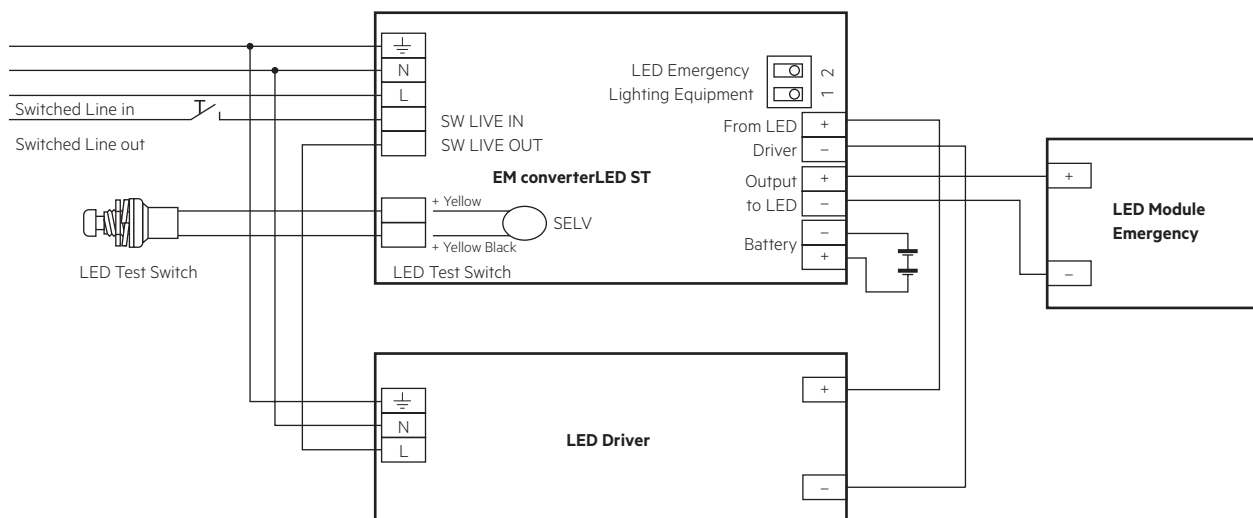 N
L
Switched Line in
Switched Line out
SW LIVE IN
SW LIVE OUT
EM converterLED ST
+ Yellow
+ Yellow Black
SELV
LED Test Switch
LED Test Switch
LED Emergency
Lighting Equipment
2
1
From LED
Driver
+
–
Output
to LED
+
–
Battery
–
+
+
–
LED Module
Emergency
N
L
LED Driver
+
–